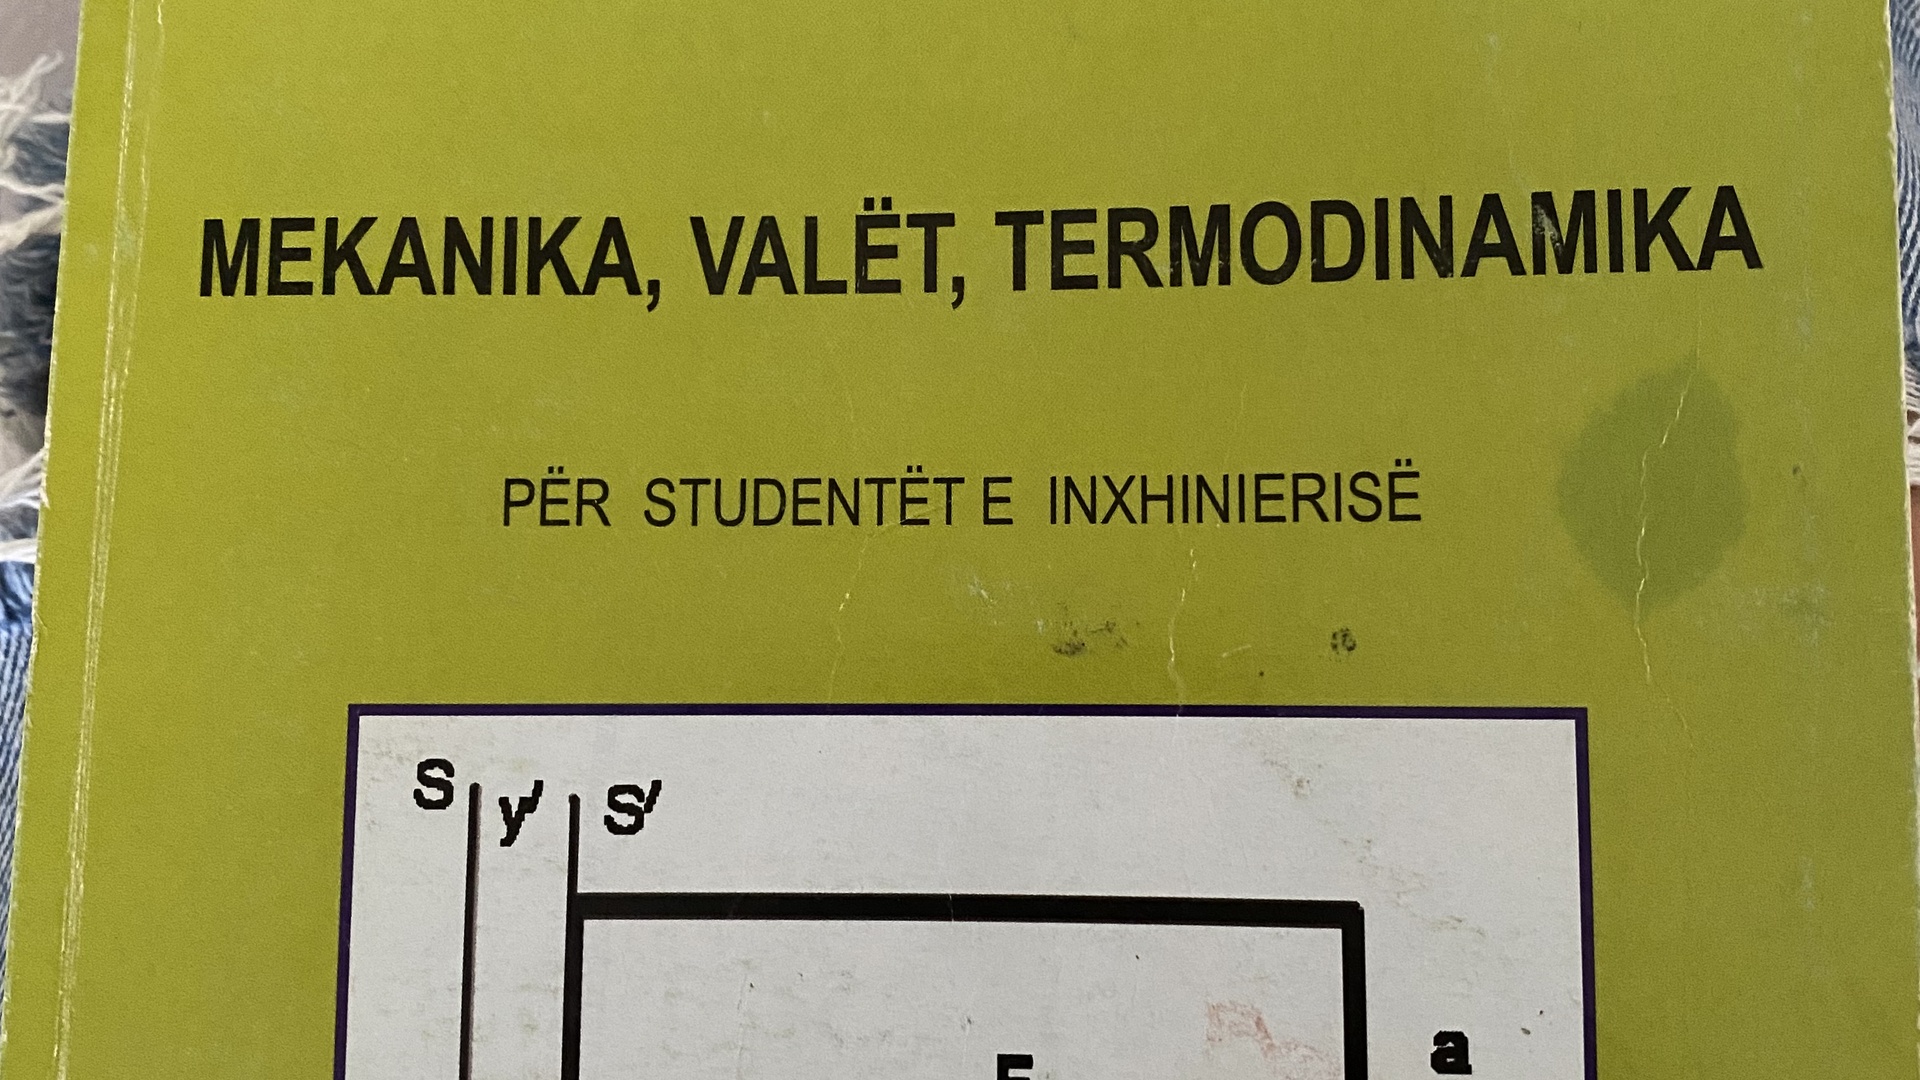 MEKANIKA, VALËT, TERMODINAMIKA
PËR STUDENTËT E INXHINIERISË
S y' S'
a